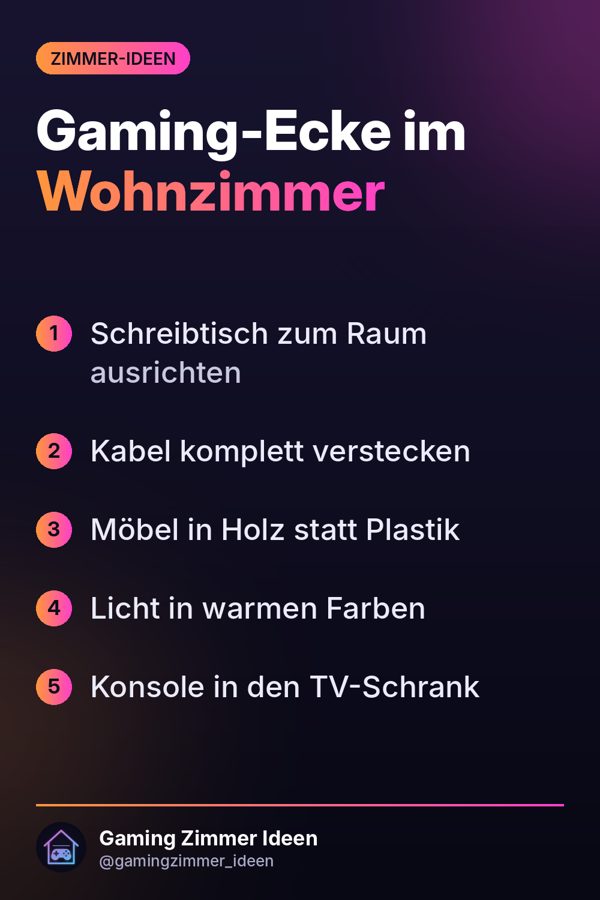 ZIMMER-IDEEN
Gaming-Ecke im
Wohnzimmer
1 Schreibtisch zum Raum
ausrichten
2 Kabel komplett verstecken
3 Möbel in Holz statt Plastik
4 Licht in warmen Farben
5 Konsole in den TV-Schrank
Gaming Zimmer Ideen
@gamingzimmer_ideen